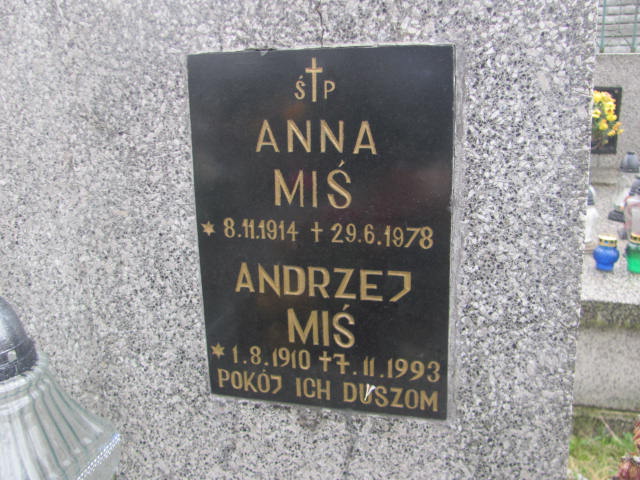 Ś†P
ANNA
MIŚ
* 8.11.1914 † 29.6.1978
ANDRZEJ
MIŚ
* 1.8.1910 † 7.11.1993
POKÓJ ICH DUSZOM